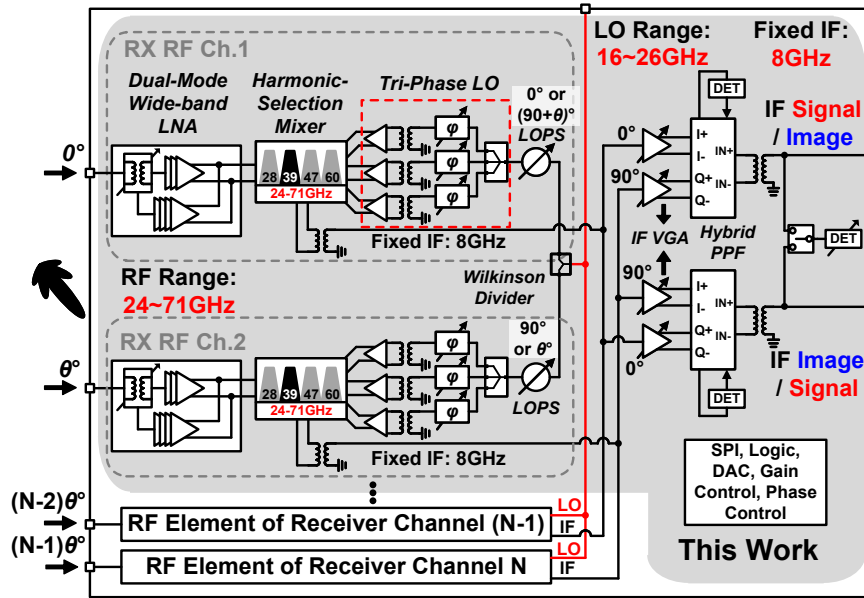 RX RF Ch.1
Dual-Mode
Wide-band
LNA
Harmonic-
Selection
Mixer
Tri-Phase LO
0° or
(90+θ)°
LOPS
LO Range:
16~26GHz
Fixed IF:
8GHz
0°
28 39 47 60
24-71GHz
φ
φ
φ
Fixed IF: 8GHz
0°
90°
I+
I-
Q+
Q-
IN+
IN-
DET
IF Signal
/ Image
IF VGA
Hybrid
PPF
DET
RF Range:
24~71GHz
Wilkinson
Divider
RX RF Ch.2
90°
or θ°
LOPS
θ°
28 39 47 60
24-71GHz
φ
φ
φ
Fixed IF: 8GHz
90°
0°
I+
I-
Q+
Q-
IN+
IN-
DET
IF Image
/ Signal
SPI, Logic,
DAC, Gain
Control, Phase
Control
(N-2)θ°
RF Element of Receiver Channel (N-1)
LO
IF
(N-1)θ°
RF Element of Receiver Channel N
LO
IF
This Work